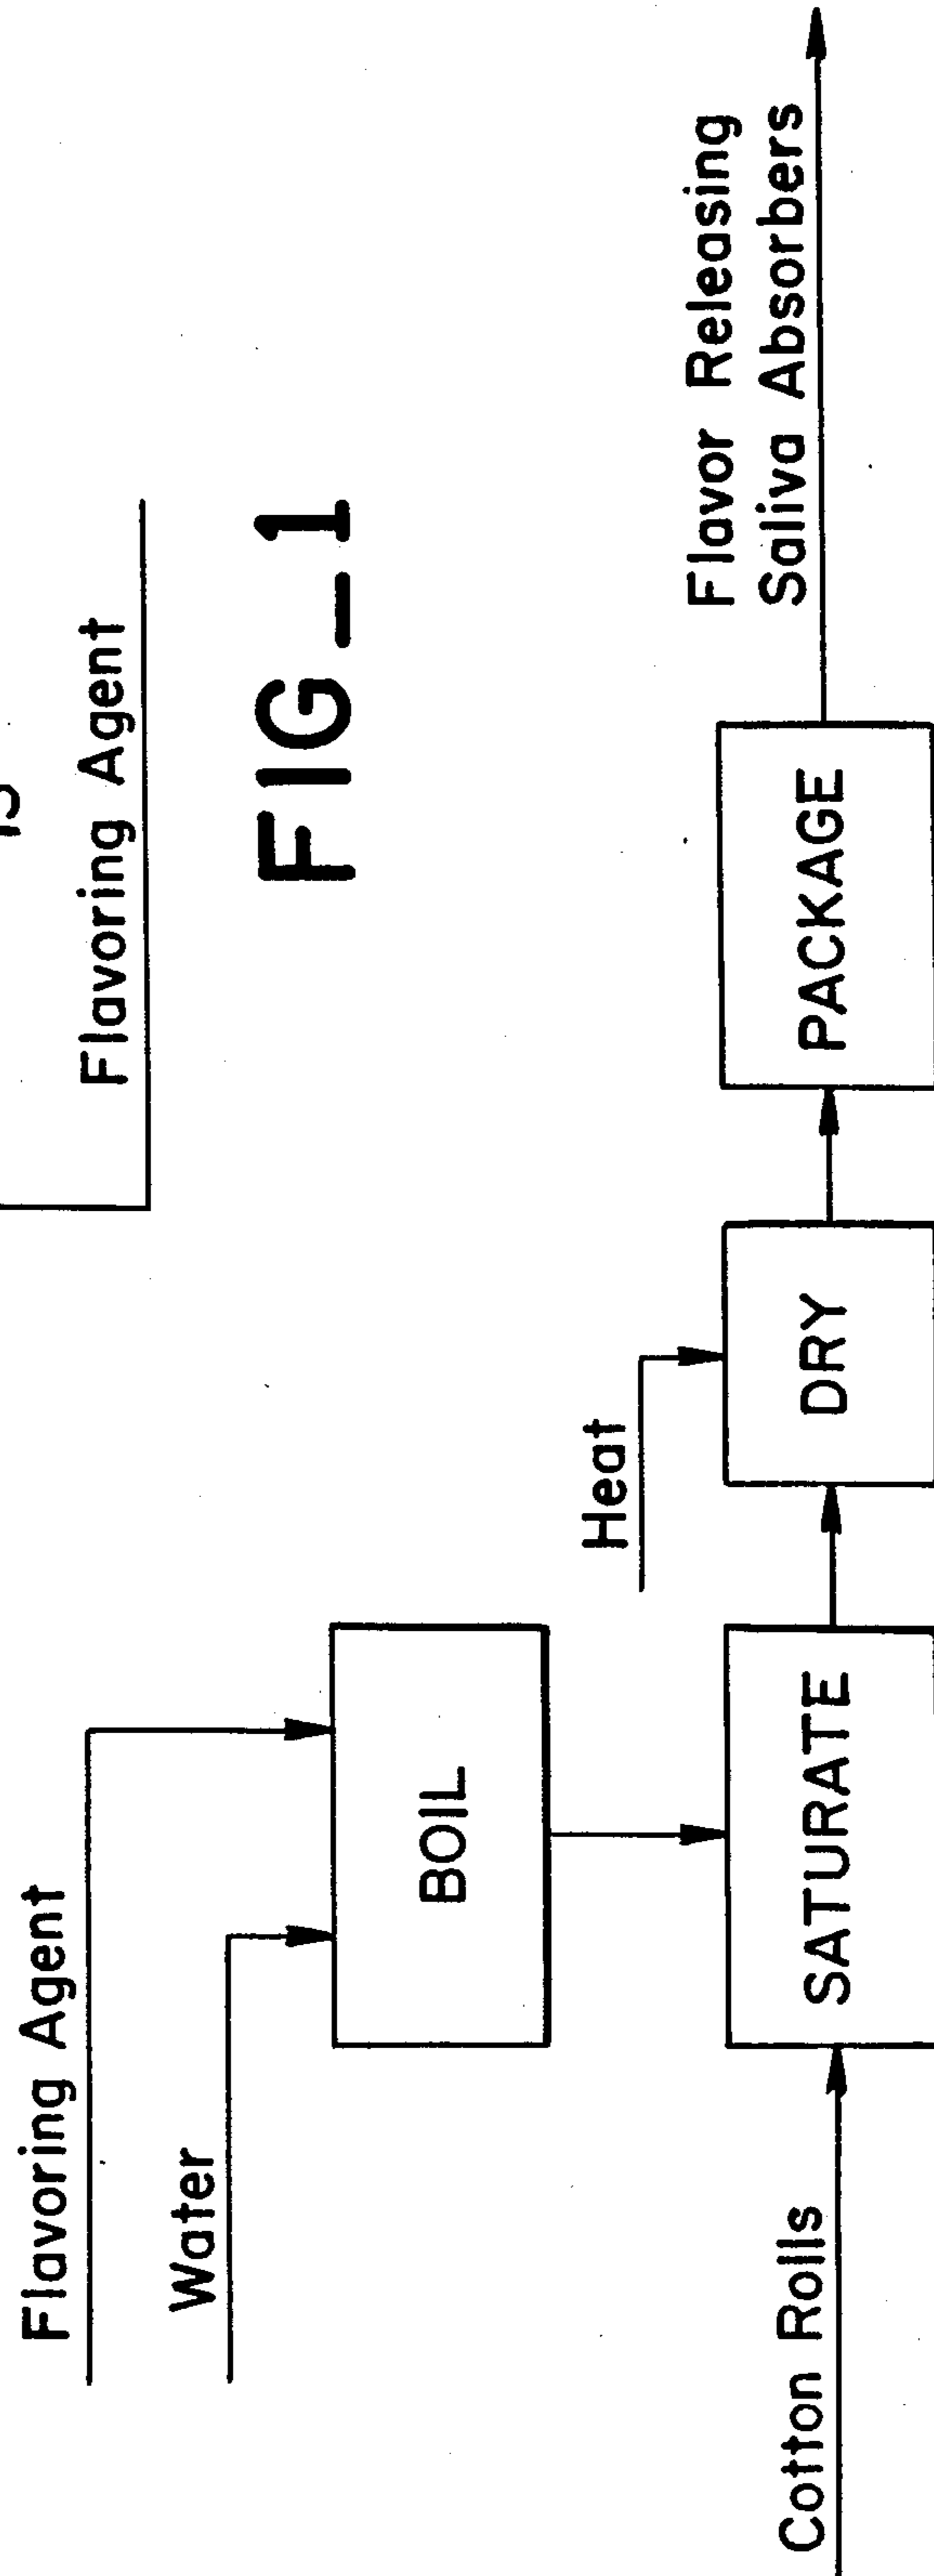 Flavoring Agent
FIG_1
Flavoring Agent
Water
BOIL
Heat
Flavor Releasing
Saliva Absorbers
Cotton Rolls
SATURATE
DRY
PACKAGE